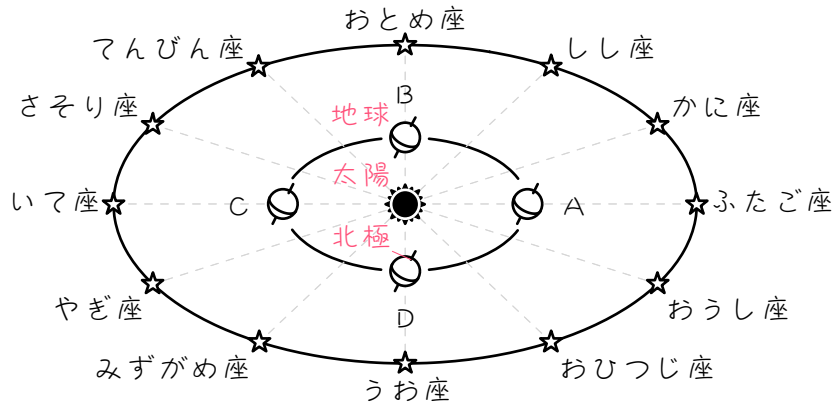 おとめ座
てんびん座
しし座
さそり座
B
かに座
地球
太陽
いて座
C
A
ふたご座
北極
やぎ座
D
おうし座
みずがめ座
うお座
おひつじ座